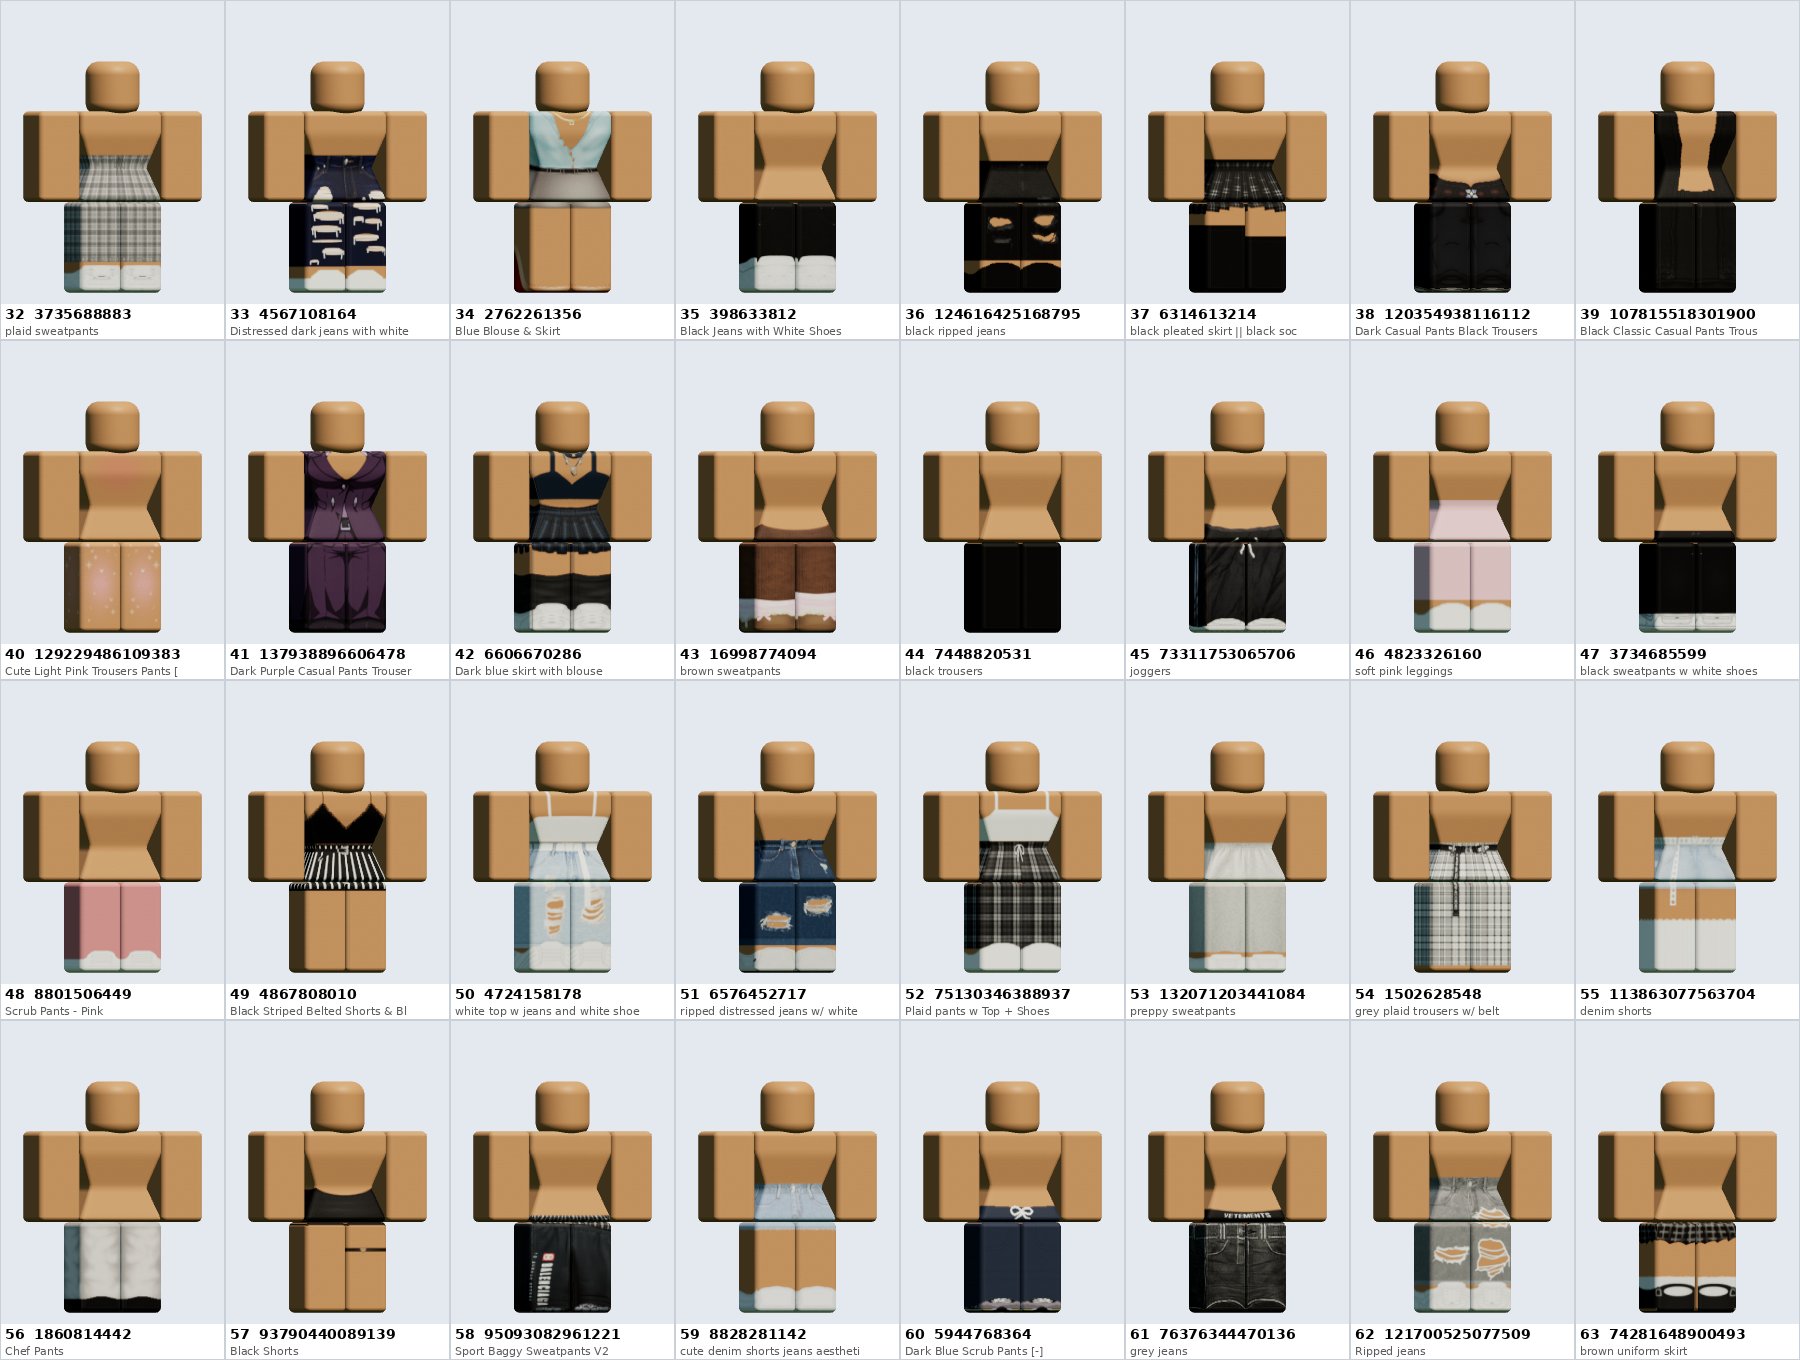 32 3735688883
plaid sweatpants
33 4567108164
Distressed dark jeans with white
34 2762261356
Blue Blouse & Skirt
35 398633812
Black Jeans with White Shoes
36 124616425168795
black ripped jeans
37 6314613214
black pleated skirt || black soc
38 120354938116112
Dark Casual Pants Black Trousers
39 107815518301900
Black Classic Casual Pants Trous
40 129229486109383
Cute Light Pink Trousers Pants [
41 137938896606478
Dark Purple Casual Pants Trouser
42 6606670286
Dark blue skirt with blouse
43 16998774094
brown sweatpants
44 7448820531
black trousers
45 73311753065706
joggers
46 4823326160
soft pink leggings
47 3734685599
black sweatpants w white shoes
48 8801506449
Scrub Pants - Pink
49 4867808010
Black Striped Belted Shorts & Bl
50 4724158178
white top w jeans and white shoe
51 6576452717
ripped distressed jeans w/ white
52 75130346388937
Plaid pants w Top + Shoes
53 132071203441084
preppy sweatpants
54 1502628548
grey plaid trousers w/ belt
55 113863077563704
denim shorts
BALENCIAG
VETEMENTS
56 1860814442
Chef Pants
57 93790440089139
Black Shorts
58 95093082961221
Sport Baggy Sweatpants V2
59 8828281142
cute denim shorts jeans aestheti
60 5944768364
Dark Blue Scrub Pants [-]
61 76376344470136
grey jeans
62 121700525077509
Ripped jeans
63 74281648900493
brown uniform skirt